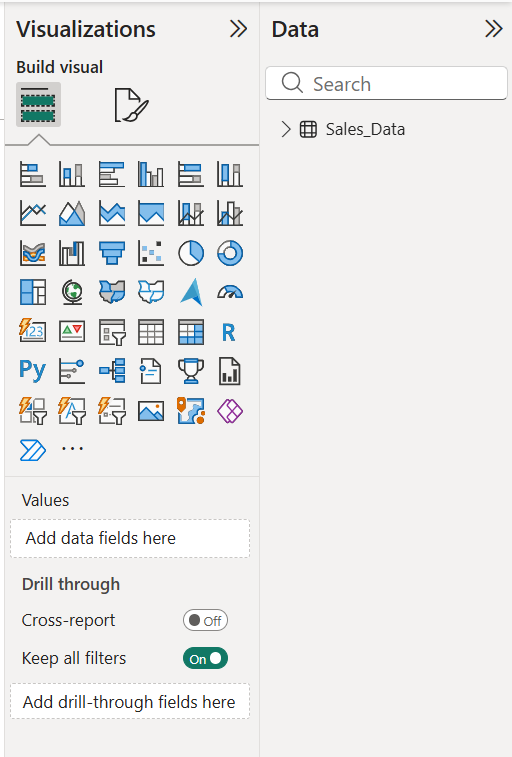 Visualizations
Build visual
123
R
Py
...
Values
Add data fields here
Drill through
Cross-report Off
Keep all filters On
Add drill-through fields here
Data
Search
Sales_Data